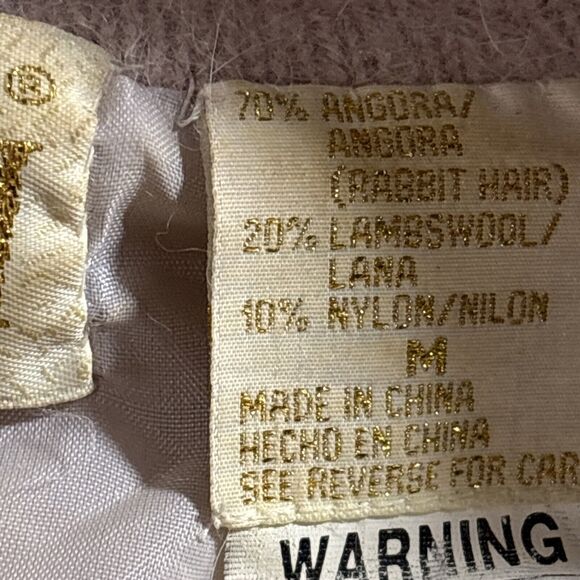 ®
70% ANGORA/
ANGORA
(RABBIT HAIR)
20% LAMBSWOOL/
LANA
10% NYLON/NILON
M
MADE IN CHINA
HECHO EN CHINA
SEE REVERSE FOR CAR
WARNING